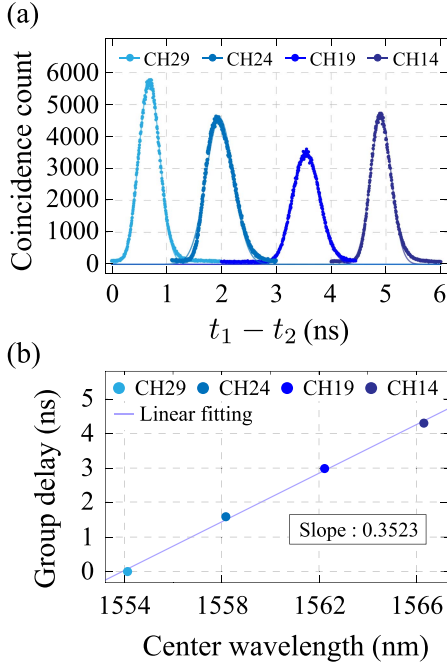 (a)
CH29 CH24 CH19 CH14
Coincidence count
6000
5000
4000
3000
2000
1000
0
0 1 2 3 4 5 6
t₁ − t₂ (ns)
(b)
CH29 CH24 CH19 CH14
Linear fitting
Group delay (ns)
5
4
3
2
1
0
Slope : 0.3523
1554 1558 1562 1566
Center wavelength (nm)